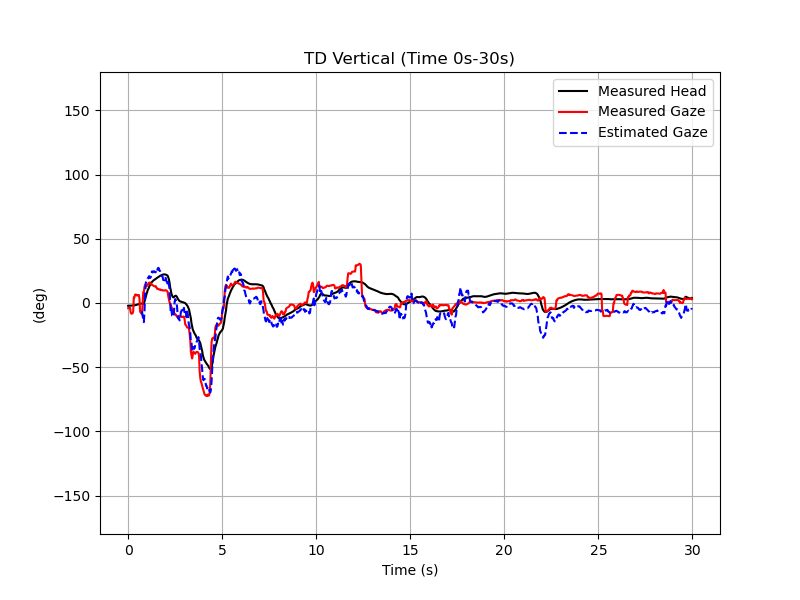 TD Vertical (Time 0s-30s)
Measured Head
Measured Gaze
Estimated Gaze
150
100
50
0
−50
−100
−150
(deg)
0 5 10 15 20 25 30
Time (s)